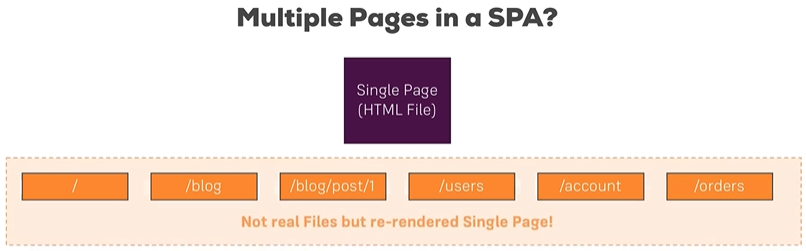 Multiple Pages in a SPA?
Single Page
(HTML File)
/
/blog
/blog/post/1
/users
/account
/orders
Not real Files but re-rendered Single Page!